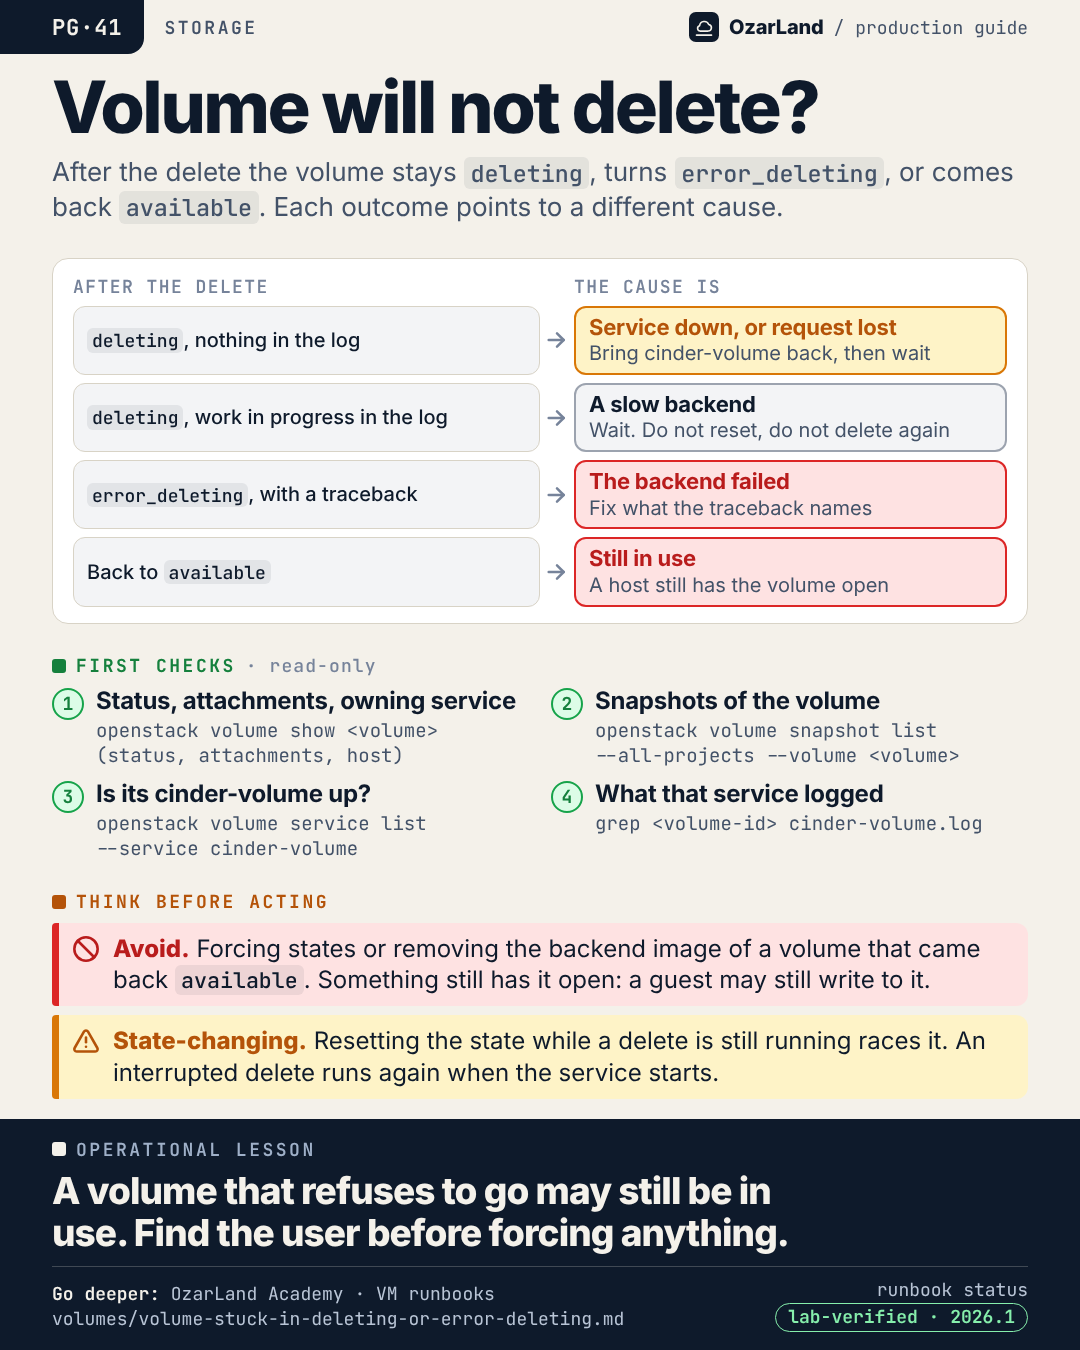 PG·41 STORAGE OzarLand / production guide
Volume will not delete?
After the delete the volume stays deleting, turns error_deleting, or comes
back available. Each outcome points to a different cause.
AFTER THE DELETE THE CAUSE IS
deleting, nothing in the log → Service down, or request lost
Bring cinder-volume back, then wait
deleting, work in progress in the log → A slow backend
Wait. Do not reset, do not delete again
error_deleting, with a traceback → The backend failed
Fix what the traceback names
Back to available → Still in use
A host still has the volume open
FIRST CHECKS · read-only
1 Status, attachments, owning service
openstack volume show <volume>
(status, attachments, host)
2 Snapshots of the volume
openstack volume snapshot list
--all-projects --volume <volume>
3 Is its cinder-volume up?
openstack volume service list
--service cinder-volume
4 What that service logged
grep <volume-id> cinder-volume.log
THINK BEFORE ACTING
Avoid. Forcing states or removing the backend image of a volume that came
back available. Something still has it open: a guest may still write to it.
State-changing. Resetting the state while a delete is still running races it. An
interrupted delete runs again when the service starts.
OPERATIONAL LESSON
A volume that refuses to go may still be in
use. Find the user before forcing anything.
Go deeper: OzarLand Academy · VM runbooks
volumes/volume-stuck-in-deleting-or-error-deleting.md
runbook status
lab-verified · 2026.1